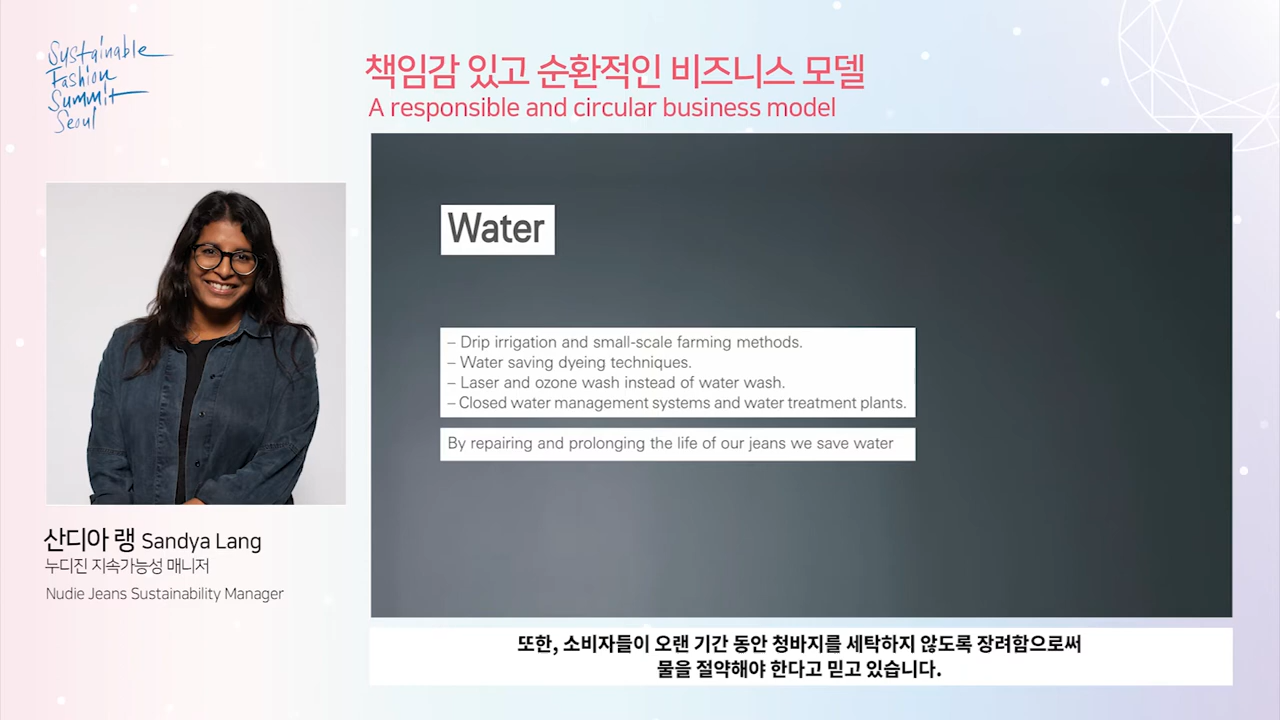 Sustainable
Fashion
Summit
Seoul
책임감 있고 순환적인 비즈니스 모델
A responsible and circular business model
Water
– Drip irrigation and small-scale farming methods.
– Water saving dyeing techniques.
– Laser and ozone wash instead of water wash.
– Closed water management systems and water treatment plants.
By repairing and prolonging the life of our jeans we save water
산디아 랭 Sandya Lang
누디진 지속가능성 매니저
Nudie Jeans Sustainability Manager
또한, 소비자들이 오랜 기간 동안 청바지를 세탁하지 않도록 장려함으로써
물을 절약해야 한다고 믿고 있습니다.